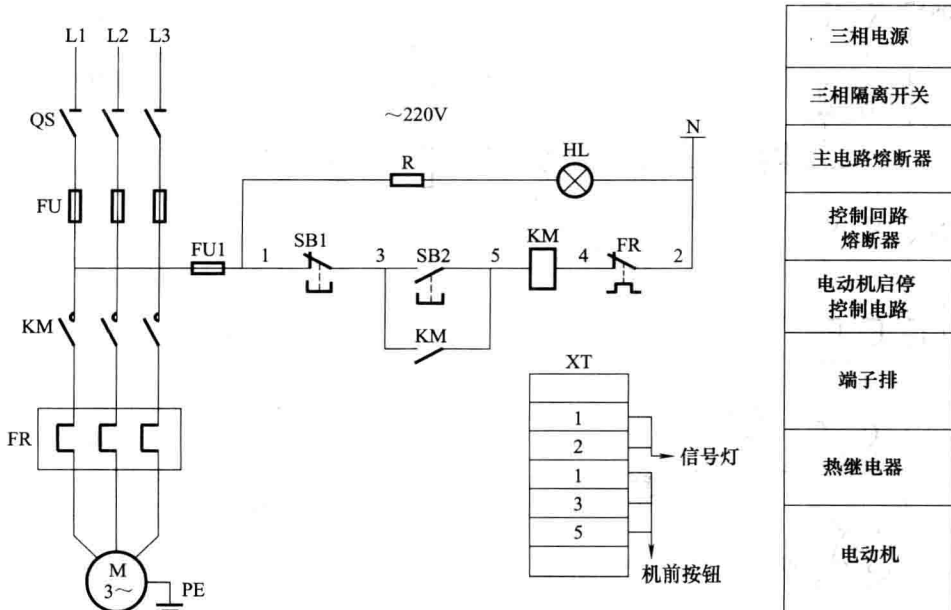 L1 L2 L3
三相电源
QS
三相隔离开关
～220V
N
R
HL
主电路熔断器
FU
控制回路
熔断器
FU1
1
SB1
3
SB2
5
KM
4
FR
2
电动机启停
控制电路
KM
KM
XT
端子排
1
2
信号灯
FR
1
3
5
热继电器
机前按钮
M
3～
PE
电动机